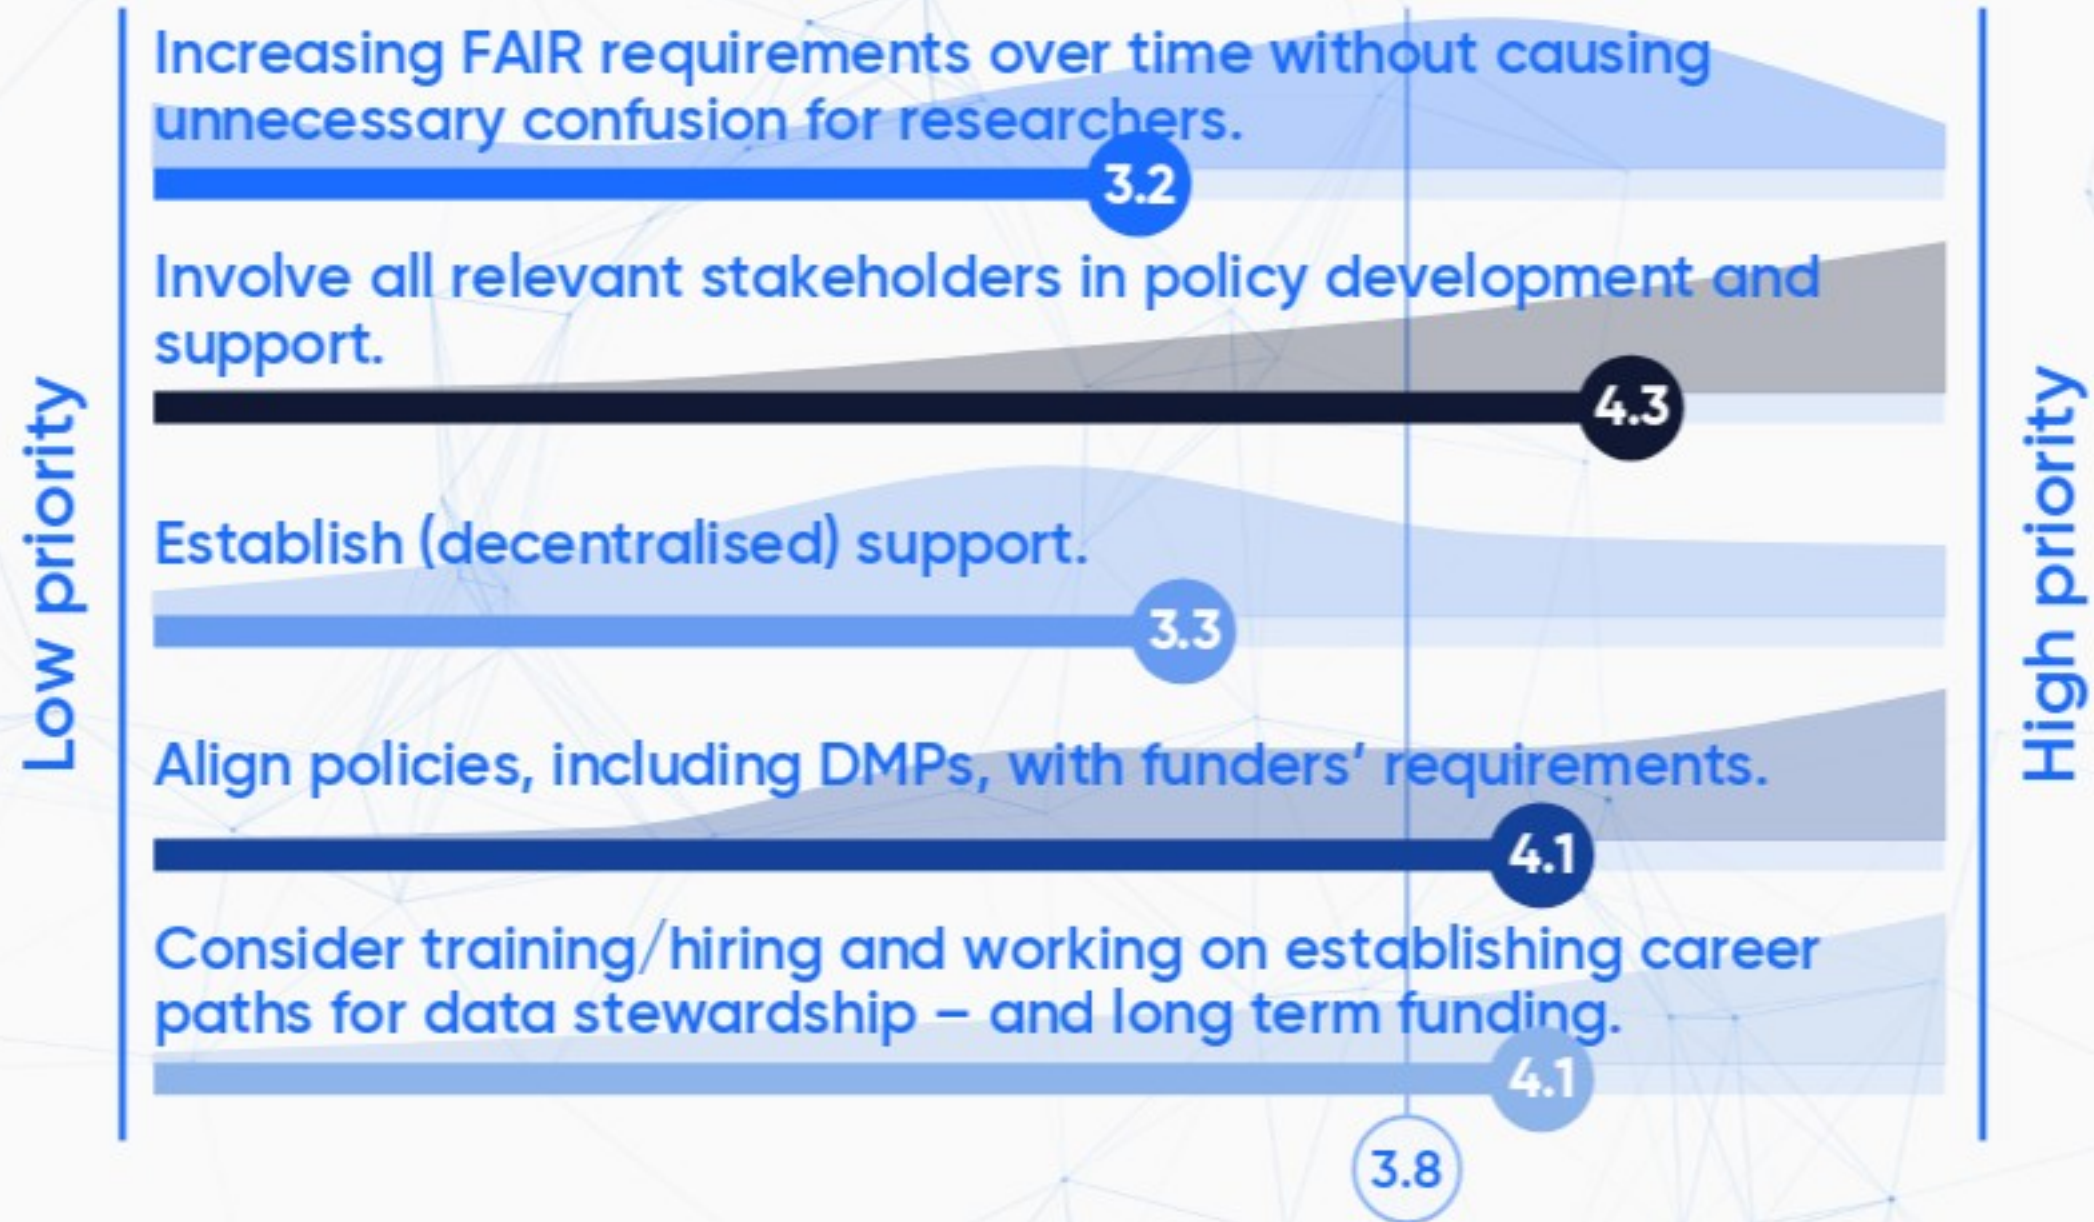 Increasing FAIR requirements over time without causing
unnecessary confusion for researchers.
3.2
Involve all relevant stakeholders in policy development and
support.
4.3
Establish (decentralised) support.
3.3
Align policies, including DMPs, with funders’ requirements.
4.1
Consider training/hiring and working on establishing career
paths for data stewardship – and long term funding.
4.1
3.8
Low priority
High priority